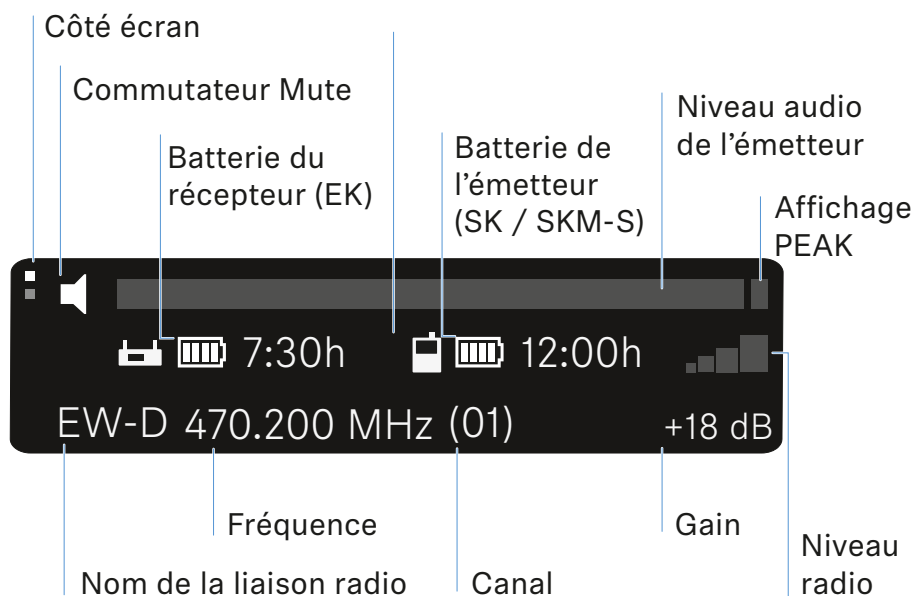 Côté écran
Commutateur Mute
Batterie du
récepteur (EK)
Batterie de
l’émetteur
(SK / SKM-S)
Niveau audio
de l’émetteur
Affichage
PEAK
7:30h
12:00h
EW-D 470.200 MHz (01)
+18 dB
Fréquence
Gain
Nom de la liaison radio
Canal
Niveau
radio